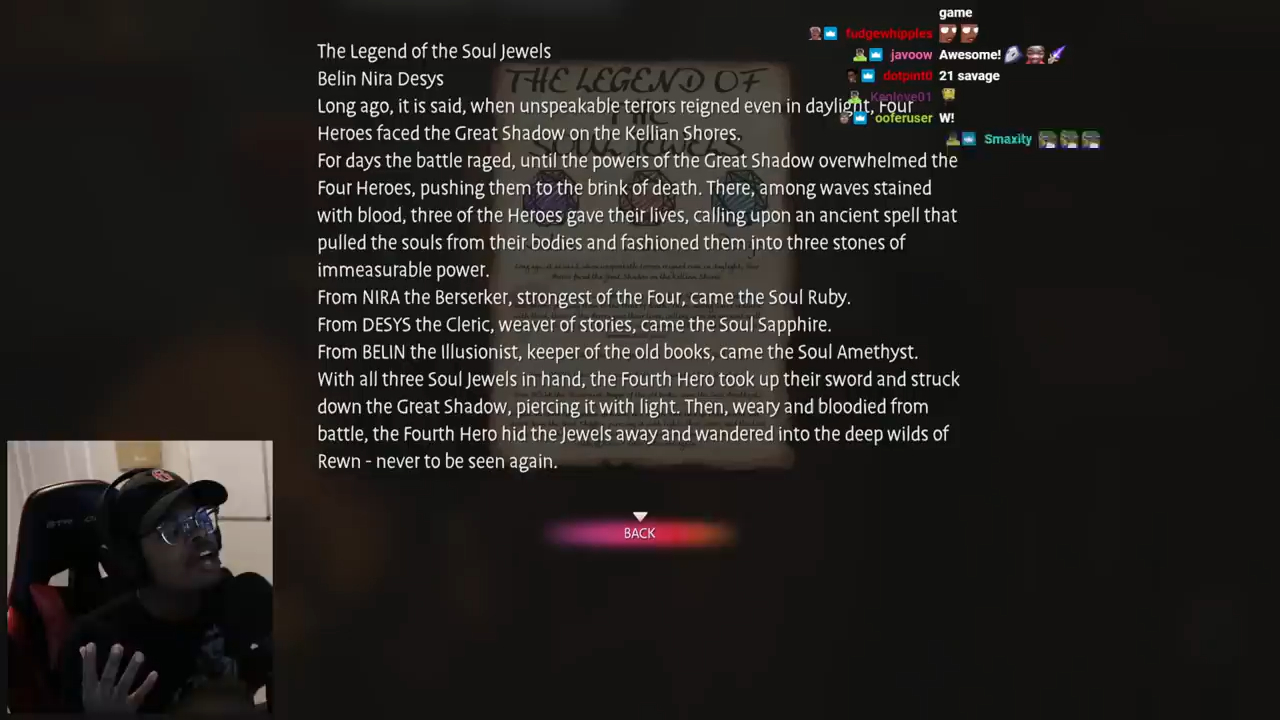 The Legend of the Soul Jewels
Belin Nira Desys
Long ago, it is said, when unspeakable terrors reigned even in daylight, Four
Heroes faced the Great Shadow on the Kellian Shores.
For days the battle raged, until the powers of the Great Shadow overwhelmed the
Four Heroes, pushing them to the brink of death. There, among waves stained
with blood, three of the Heroes gave their lives, calling upon an ancient spell that
pulled the souls from their bodies and fashioned them into three stones of
immeasurable power.
From NIRA the Berserker, strongest of the Four, came the Soul Ruby.
From DESYS the Cleric, weaver of stories, came the Soul Sapphire.
From BELIN the Illusionist, keeper of the old books, came the Soul Amethyst.
With all three Soul Jewels in hand, the Fourth Hero took up their sword and struck
down the Great Shadow, piercing it with light. Then, weary and bloodied from
battle, the Fourth Hero hid the Jewels away and wandered into the deep wilds of
Rewn - never to be seen again.
BACK
THE LEGEND OF
THE
SOUL JEWELS
game
fudgewhipples
javoow Awesome!
dotpint0 21 savage
Kenlove01
ooferuser W!
Smaxity